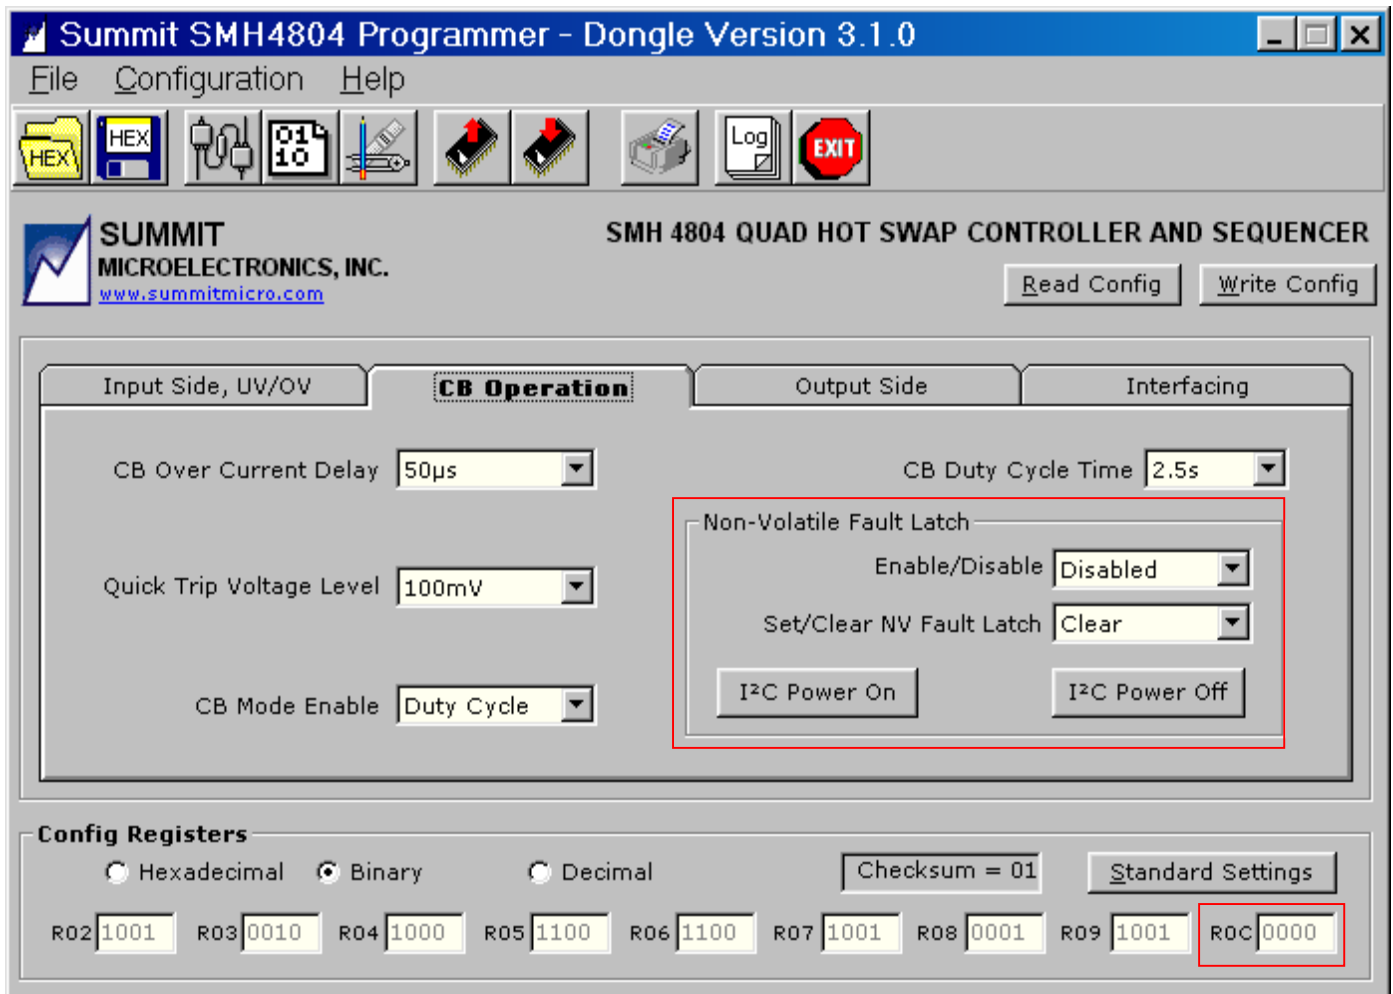 Summit SMH4804 Programmer - Dongle Version 3.1.0
File Configuration Help
HEX HEX 01 10 Log EXIT
SUMMIT
MICROELECTRONICS, INC.
www.summitmicro.com
SMH 4804 QUAD HOT SWAP CONTROLLER AND SEQUENCER
Read Config Write Config
Input Side, UV/OV CB Operation Output Side Interfacing
CB Over Current Delay 50µs
CB Duty Cycle Time 2.5s
Non-Volatile Fault Latch
Enable/Disable Disabled
Quick Trip Voltage Level 100mV
Set/Clear NV Fault Latch Clear
I²C Power On I²C Power Off
CB Mode Enable Duty Cycle
Config Registers
Hexadecimal Binary Decimal Checksum = 01 Standard Settings
R02 1001 R03 0010 R04 1000 R05 1100 R06 1100 R07 1001 R08 0001 R09 1001 R0C 0000